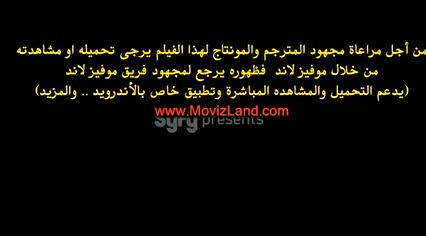 من أجل مراعاة مجهود المترجم والمونتاج لهذا الفيلم يرجى تحميله او مشاهدته
من خلال موفيز لاند فظهوره يرجع لمجهود فريق موفيز لاند
(يدعم التحميل والمشاهده المباشرة وتطبيق خاص بالأندرويد .. والمزيد)
www.MovizLand.com
Syry presents